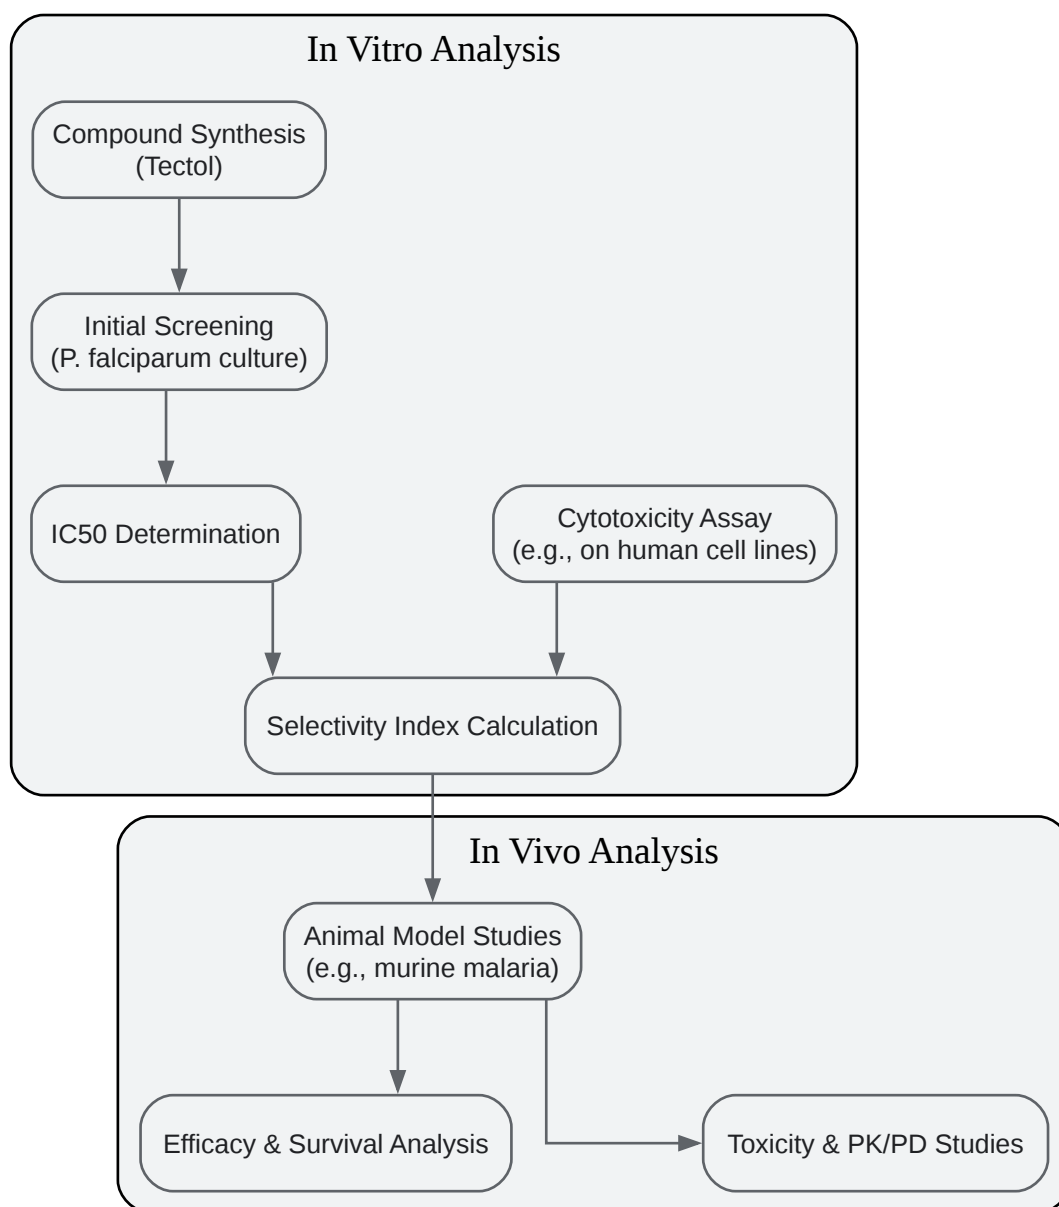 In Vitro Analysis
Compound Synthesis
(Tectol)
Initial Screening
(P. falciparum culture)
IC50 Determination
Cytotoxicity Assay
(e.g., on human cell lines)
Selectivity Index Calculation
In Vivo Analysis
Animal Model Studies
(e.g., murine malaria)
Efficacy & Survival Analysis
Toxicity & PK/PD Studies